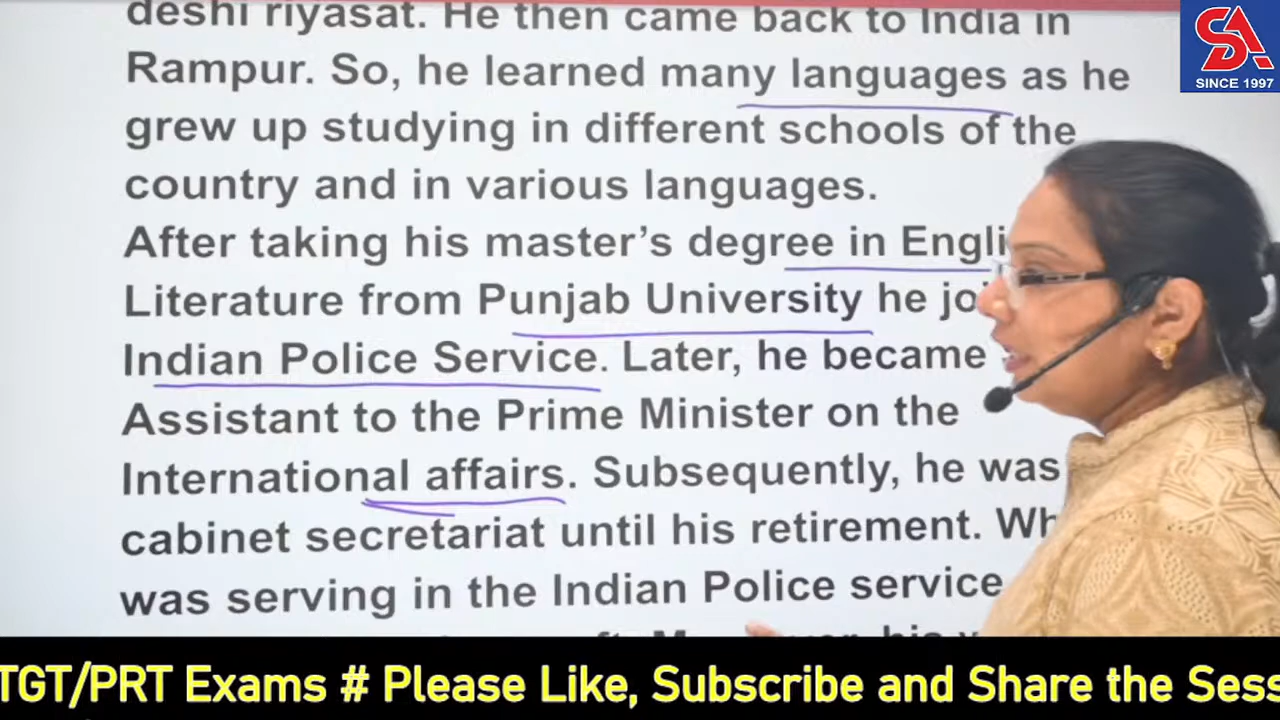 deshi riyasat. He then came back to India in
Rampur. So, he learned many languages as he
grew up studying in different schools of the
country and in various languages.
After taking his master's degree in
Literature from Punjab University he
Indian Police Service. Later, he became
Assistant to the Prime Minister on the
International affairs. Subsequently, he was
cabinet secretariat until his retirement.
was serving in the Indian Police service
SA
SINCE 1997
TGT/PRT Exams # Please Like, Subscribe and Share the